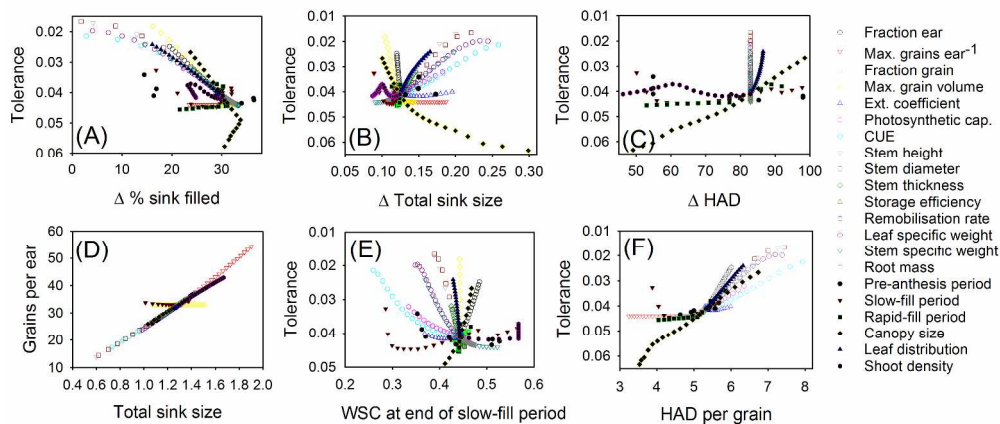 0.02
0.03
0.04
0.05
0.06
Tolerance
(A)
0 10 20 30
Δ % sink filled
0.01
0.02
0.03
0.04
0.05
0.06
Tolerance
(B)
0.05 0.10 0.15 0.20 0.25 0.30
Δ Total sink size
0.01
0.02
0.03
0.04
0.05
0.06
Tolerance
(C)
50 60 70 80 90 100
Δ HAD
60
50
40
30
20
10
Grains per ear
(D)
0.4 0.6 0.8 1.0 1.2 1.4 1.6 1.8 2.0
Total sink size
0.02
0.03
0.04
0.05
Tolerance
(E)
0.2 0.3 0.4 0.5 0.6
WSC at end of slow-fill period
0.01
0.02
0.03
0.04
0.05
0.06
Tolerance
(F)
3 4 5 6 7 8
HAD per grain
Fraction ear
Max. grains ear-1
Fraction grain
Max. grain volume
Ext. coefficient
Photosynthetic cap.
CUE
Stem height
Stem diameter
Stem thickness
Storage efficiency
Remobilisation rate
Leaf specific weight
Stem specific weight
Root mass
Pre-anthesis period
Slow-fill period
Rapid-fill period
Canopy size
Leaf distribution
Shoot density